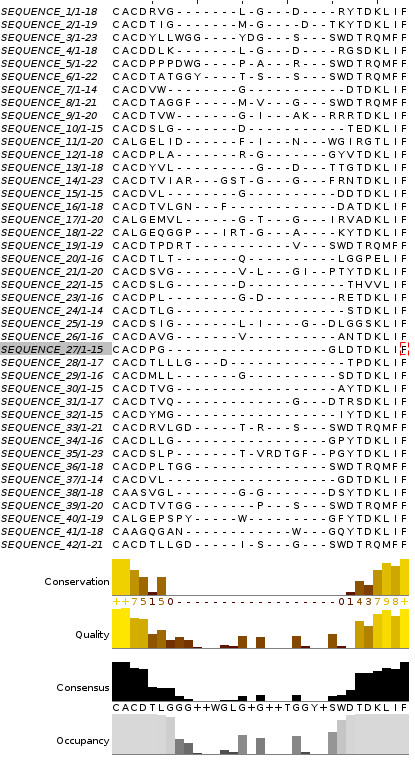 SEQUENCE_1/1-18 CACDRVG-------L-G---D----RYTDKLIF
SEQUENCE_2/1-19 CACDTIG-------M-G----D--TKYTDKLIF
SEQUENCE_3/1-23 CACDYLLWGG----YDG---S---SWDTRQMFF
SEQUENCE_4/1-18 CACDDLK-------L-G---D----RGSDKLIF
SEQUENCE_5/1-22 CACDPPPDWG----P-A---R---SWDTRQMFF
SEQUENCE_6/1-22 CACDTATGGY----T-S---S---SWDTRQMFF
SEQUENCE_7/1-14 CACDVW--------G-----------DTDKLIF
SEQUENCE_8/1-21 CACDTAGGF-----M-V---G---SWDTRQMFF
SEQUENCE_9/1-20 CACDTVW-------G-I---AK--RRRTDKLIF
SEQUENCE_10/1-15 CACDSLG-------D-----------TEDKLIF
SEQUENCE_11/1-20 CALGELID------F-I---N---WGIRGTLIF
SEQUENCE_12/1-18 CACDPLA-------R-G-------GYVTDKLIF
SEQUENCE_13/1-18 CACDYVL---------G---D---TTGTDKLIF
SEQUENCE_14/1-23 CACDTVIAR---GST-G---G---FRNTDKLIF
SEQUENCE_15/1-15 CACDVL--------G----------DDTDKLIF
SEQUENCE_16/1-18 CACDTVLGN---F------------DATDKLIF
SEQUENCE_17/1-20 CALGEMVL------G-T---G---IRVADKLIF
SEQUENCE_18/1-22 CALGEQGGP---IRT-G---A----KYTDKLIF
SEQUENCE_19/1-19 CACDTPDRT-----------V---SWDTRQMFF
SEQUENCE_20/1-16 CACDTLT-------Q----------LGGPELIF
SEQUENCE_21/1-20 CACDSVG-------V-L---GI--PTYTDKLIF
SEQUENCE_22/1-15 CACDSLG-------D-----------THVVLIF
SEQUENCE_23/1-16 CACDPL--------G-D--------RETDKLIF
SEQUENCE_24/1-14 CACDTLG-------------------STDKLIF
SEQUENCE_25/1-19 CACDSIG-------L-I----G--DLGGSKLIF
SEQUENCE_26/1-16 CACDAVG-------V----------ANTDKLIF
SEQUENCE_27/1-15 CACDPG------------------GLDTDKLIF
SEQUENCE_28/1-17 CACDTLLLG---D-------------TPDKLIF
SEQUENCE_29/1-16 CACDMLL-------G----------SDTDKLIF
SEQUENCE_30/1-15 CACDTVG------------------AYTDKLIF
SEQUENCE_31/1-17 CACDTVQ-------------G---DTRSDKLIF
SEQUENCE_32/1-15 CACDYMG------------------IYTDKLIF
SEQUENCE_33/1-21 CACDRVLGD-----T-R---S---SWDTRQMFF
SEQUENCE_34/1-16 CACDLLG-----------------GPYTDKLIF
SEQUENCE_35/1-23 CACDSLP-------T-VRDTGF--PGYTDKLIF
SEQUENCE_36/1-18 CACDPLTGG---------------SWDTRQMFF
SEQUENCE_37/1-14 CACDVL-------------------GDTDKLIF
SEQUENCE_38/1-18 CAASVGL-------G-G-------DSYTDKLIF
SEQUENCE_39/1-20 CACDTVTGG-------P---S---SWDTRQMFF
SEQUENCE_40/1-19 CALGEPSPY-----W---------GFYTDKLIF
SEQUENCE_41/1-18 CAAGQGAN------------W---GQYTDKLIF
SEQUENCE_42/1-21 CACDTLLGD-----I-S---G---SWDTRQMFF
Conservation
++75150------------------0143798+
Quality
Consensus
CACDTLGGG++WGLG+G++TGGY+SWDTDKLIF
Occupancy